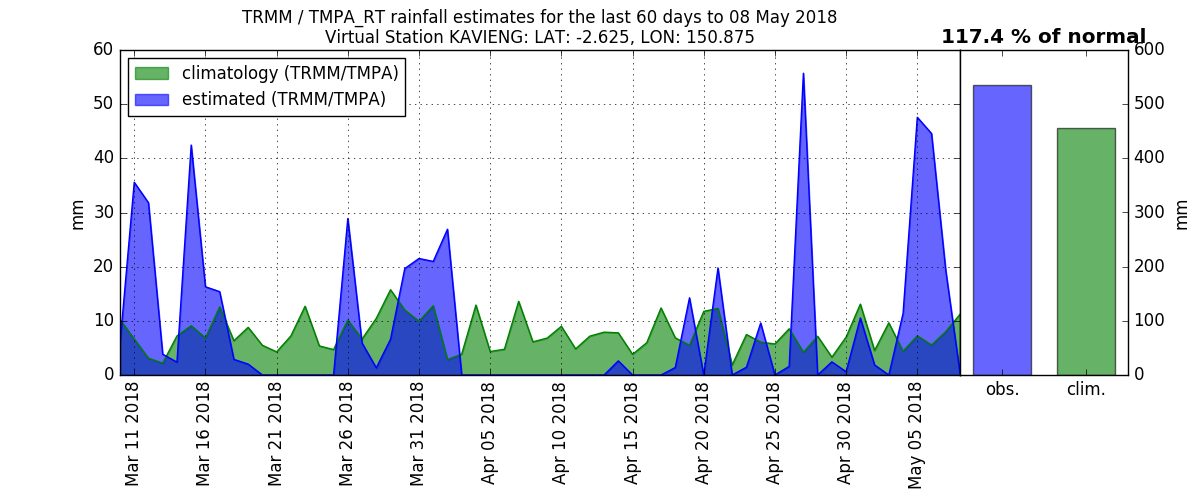 TRMM / TMPA_RT rainfall estimates for the last 60 days to 08 May 2018
Virtual Station KAVIENG: LAT: -2.625, LON: 150.875
117.4 % of normal
climatology (TRMM/TMPA)
estimated (TRMM/TMPA)
mm
60
50
40
30
20
10
0
Mar 11 2018
Mar 16 2018
Mar 21 2018
Mar 26 2018
Mar 31 2018
Apr 05 2018
Apr 10 2018
Apr 15 2018
Apr 20 2018
Apr 25 2018
Apr 30 2018
May 05 2018
obs.
clim.
600
500
400
300
200
100
0
mm